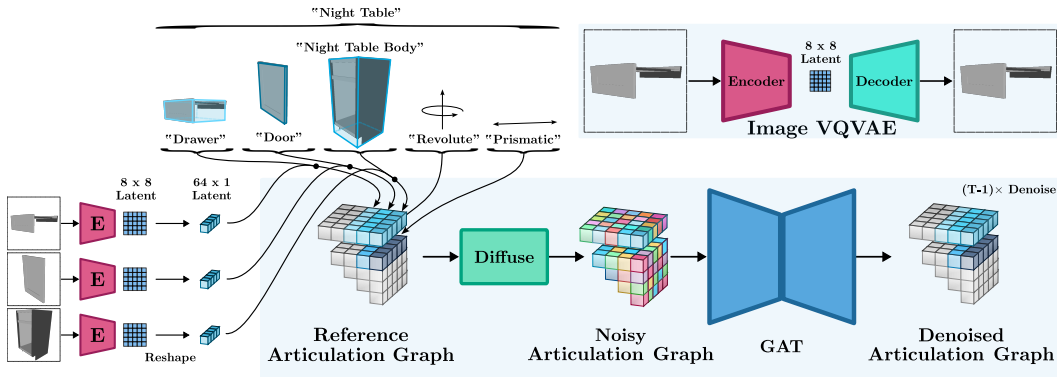 "Night Table"
"Night Table Body"
"Drawer"
"Door"
"Revolute"
"Prismatic"
8 x 8
Latent
Encoder
Decoder
Image VQVAE
8 x 8
Latent
64 x 1
Latent
E
E
E
Reshape
(T-1)× Denoise
Diffuse
Reference
Articulation Graph
Noisy
Articulation Graph
GAT
Denoised
Articulation Graph